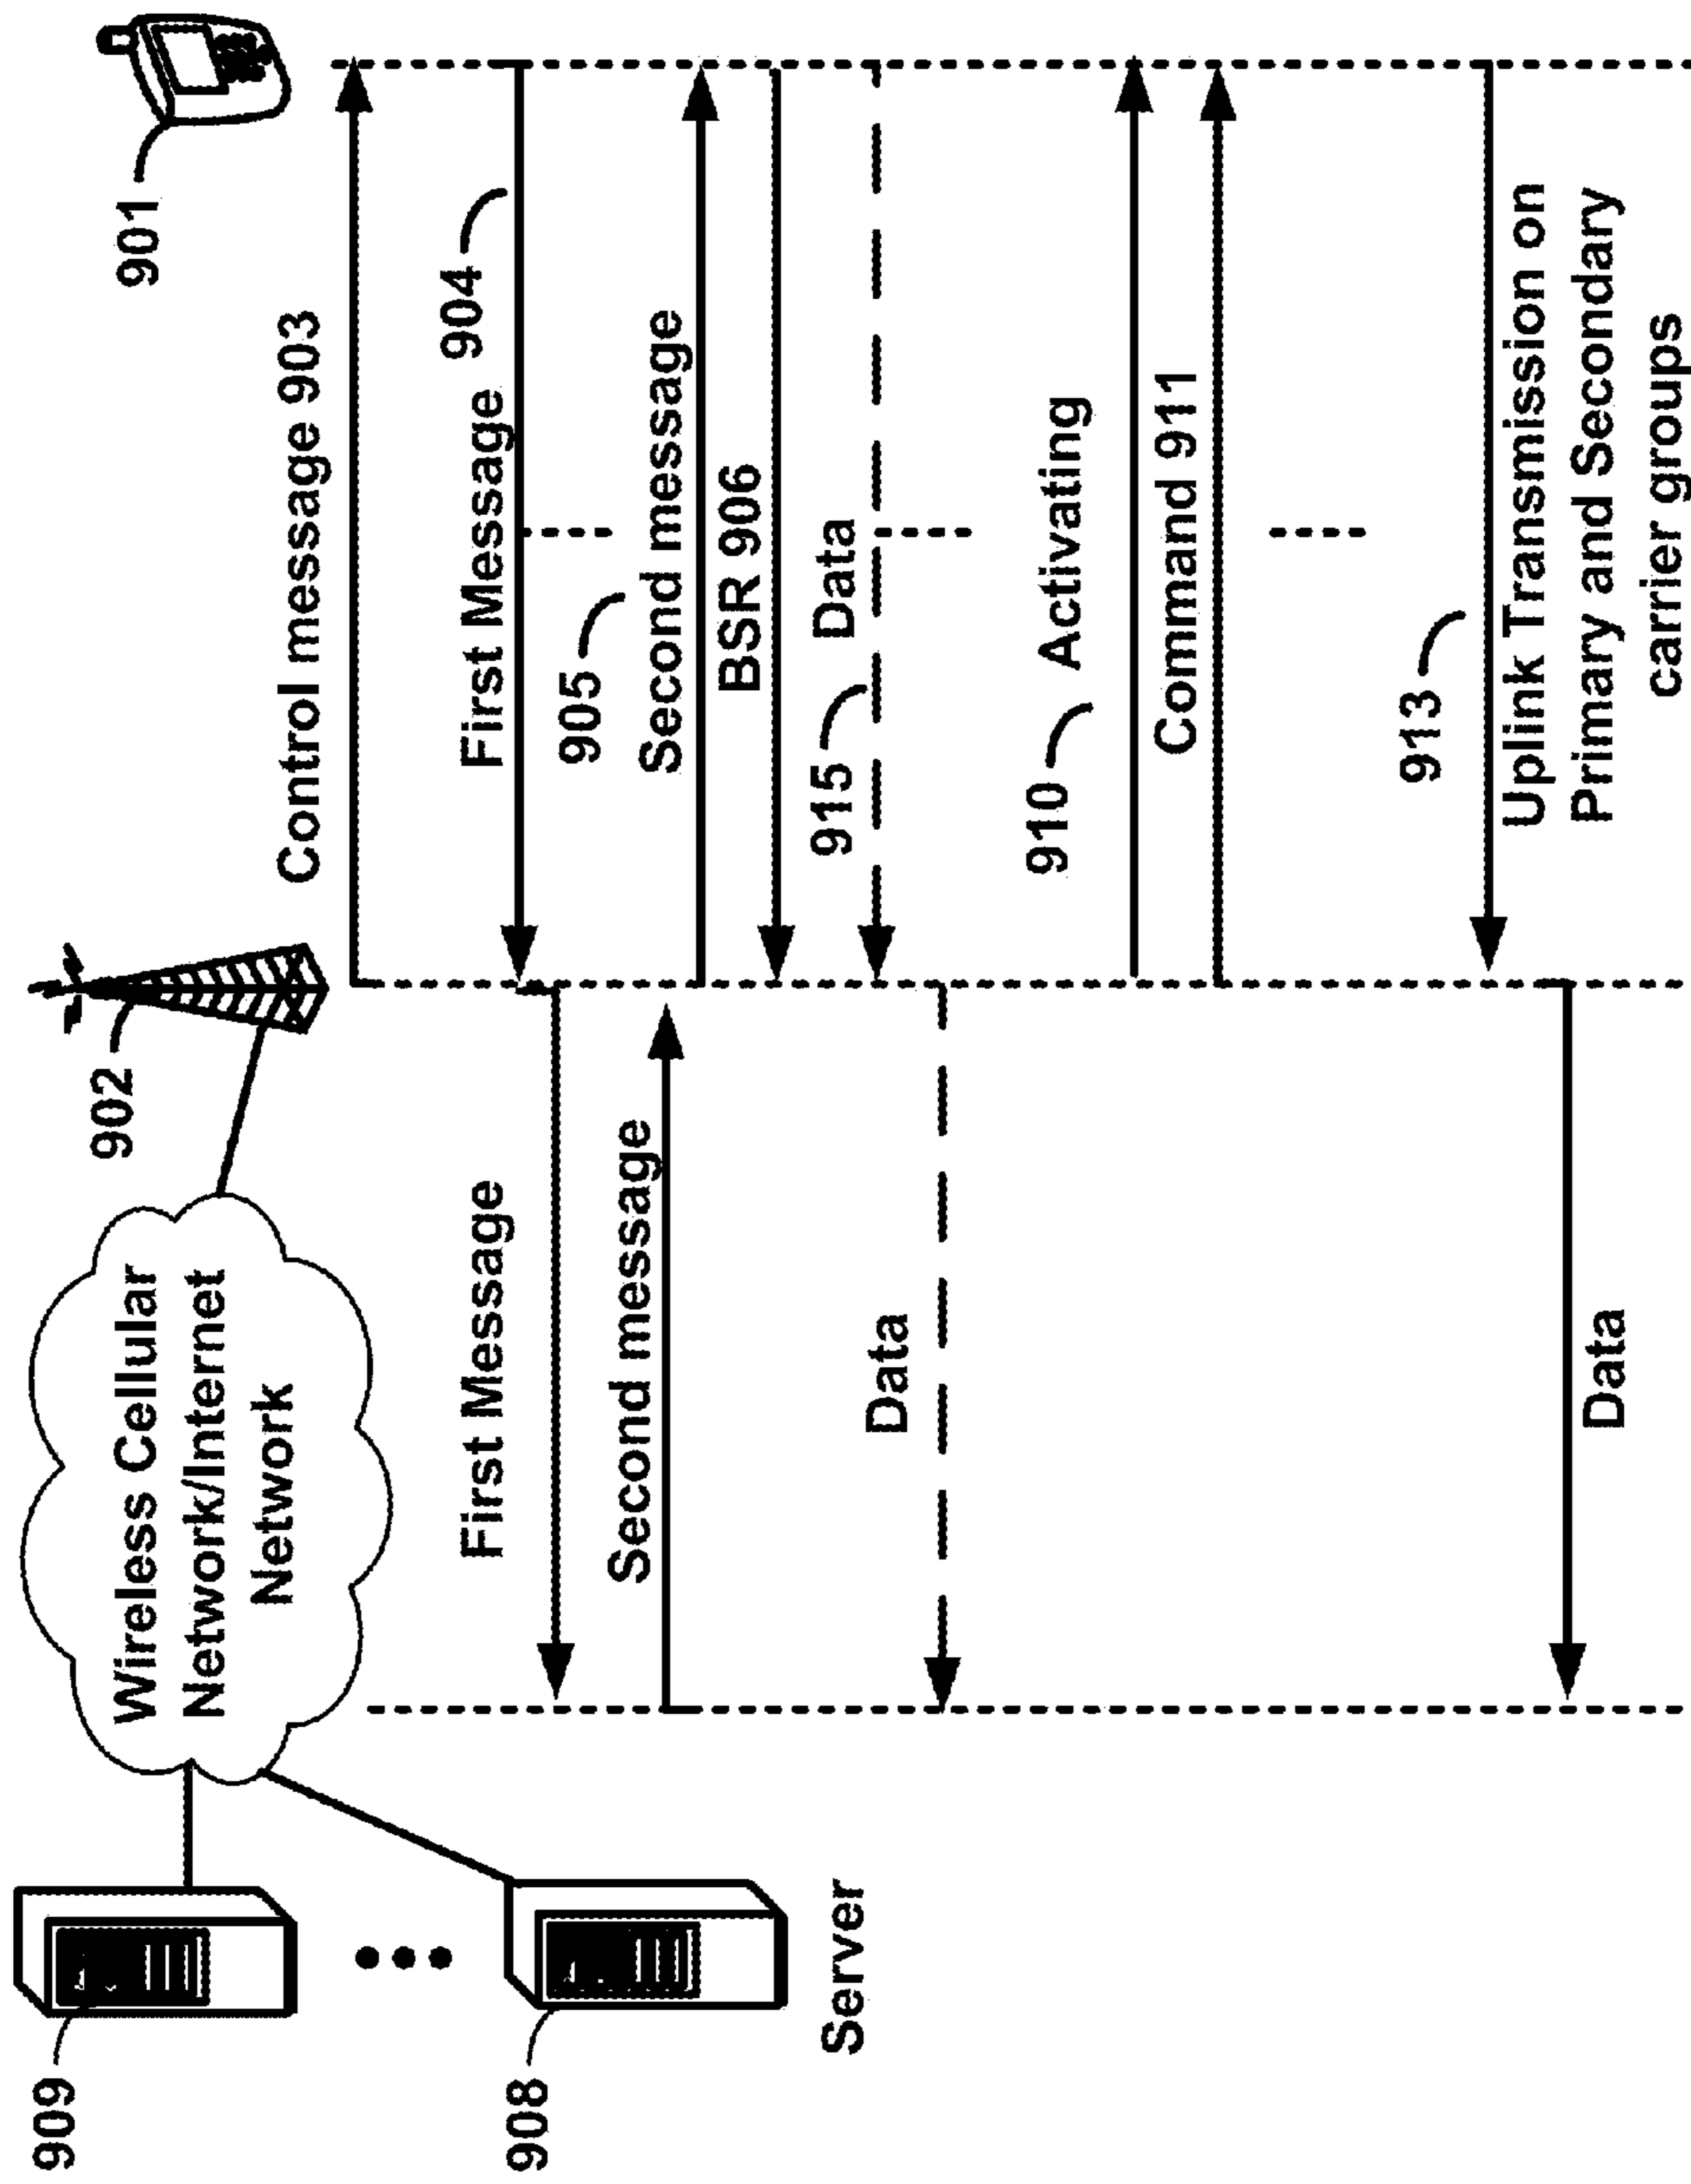 909
908
Server
Wireless Cellular
Network/Internet
Network
902
901
Control message 903
First Message
904
First Message
905
Second message
Second message
BSR 906
915
Data
Data
910
Activating
Command 911
913
Uplink Transmission on
Primary and Secondary
carrier groups
Data